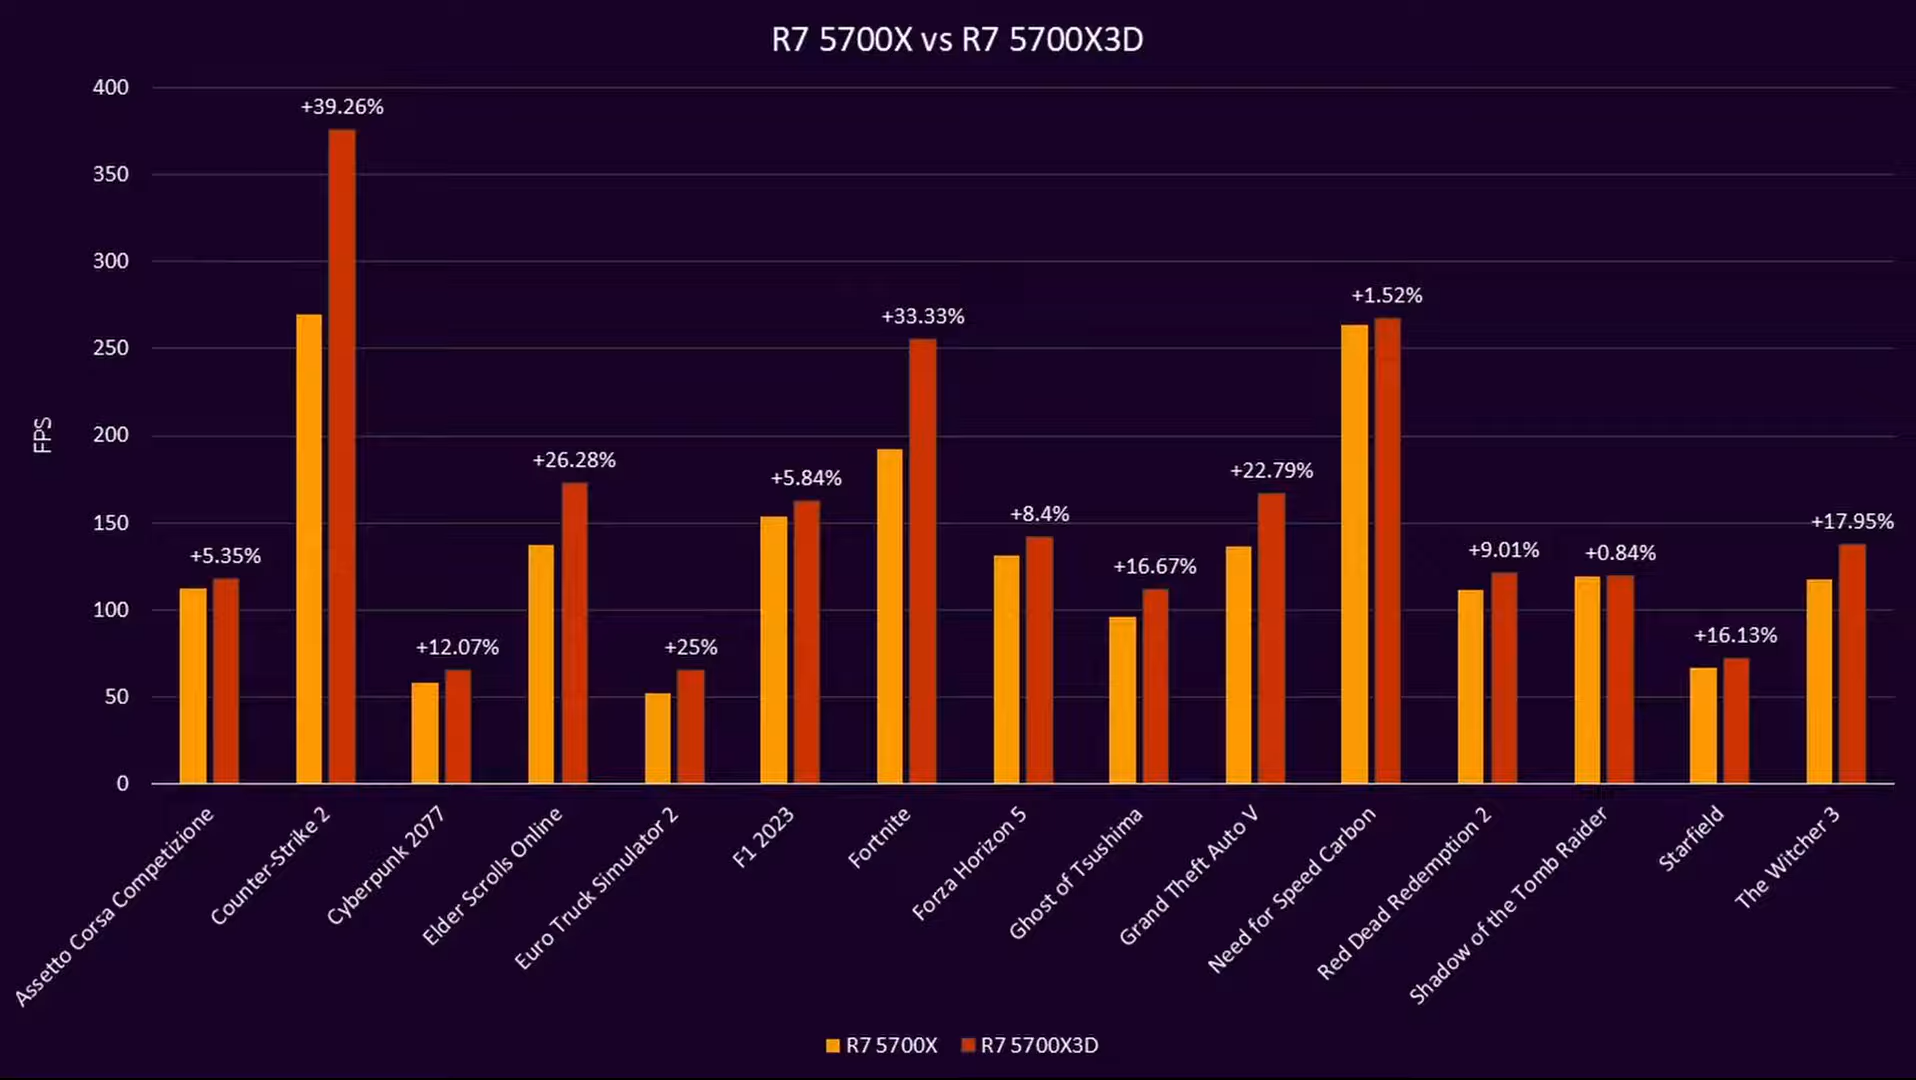 R7 5700X vs R7 5700X3D
400
350
300
250
200
150
100
50
0
FPS
+5.35%
+39.26%
+12.07%
+26.28%
+25%
+5.84%
+33.33%
+8.4%
+16.67%
+22.79%
+1.52%
+9.01%
+0.84%
+16.13%
+17.95%
Assetto Corsa Competizione
Counter-Strike 2
Cyberpunk 2077
Elder Scrolls Online
Euro Truck Simulator 2
F1 2023
Fortnite
Forza Horizon 5
Ghost of Tsushima
Grand Theft Auto V
Need for Speed Carbon
Red Dead Redemption 2
Shadow of the Tomb Raider
Starfield
The Witcher 3
R7 5700X
R7 5700X3D